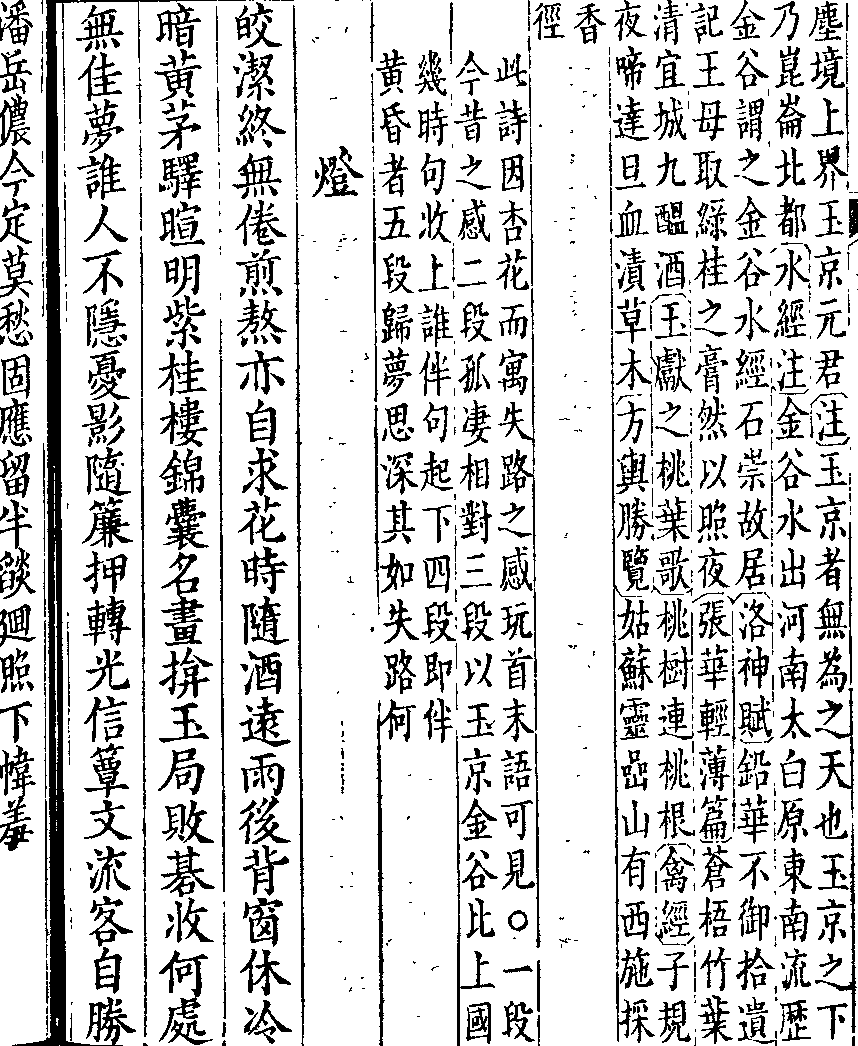 塵境上界玉京元君注玉京者無為之天也玉京之下
乃崑崙北都水經注金谷水出河南太白原東南流歷
金谷謂之金谷水經石崇故居洛神賦鉛華不御拾遺
記王母取綠桂之膏然以照夜張華輕薄篇蒼梧竹葉
清宜城九醞酒王獻之桃葉歌桃樹連桃根禽經子規
夜啼達旦血漬草木方輿勝覽姑蘇靈嵒山有西施採
香
徑
此詩因杏花而寓失路之感玩首末語可見○一段
今昔之感二段孤凄相對三段以玉京金谷比上國
幾時句收上誰伴句起下四段即伴
黃昏者五段歸夢思深其如失路何
燈
皎潔終無倦煎熬亦自求花時隨酒遠雨後背窗休冷
暗黃茅驛暄明紫桂樓錦囊名畫揜玉局敗碁收何處
無佳夢誰人不隱憂影隨簾押轉光信簟文流客自勝
潘岳儂今定莫愁固應留半燄迴照下幃羞